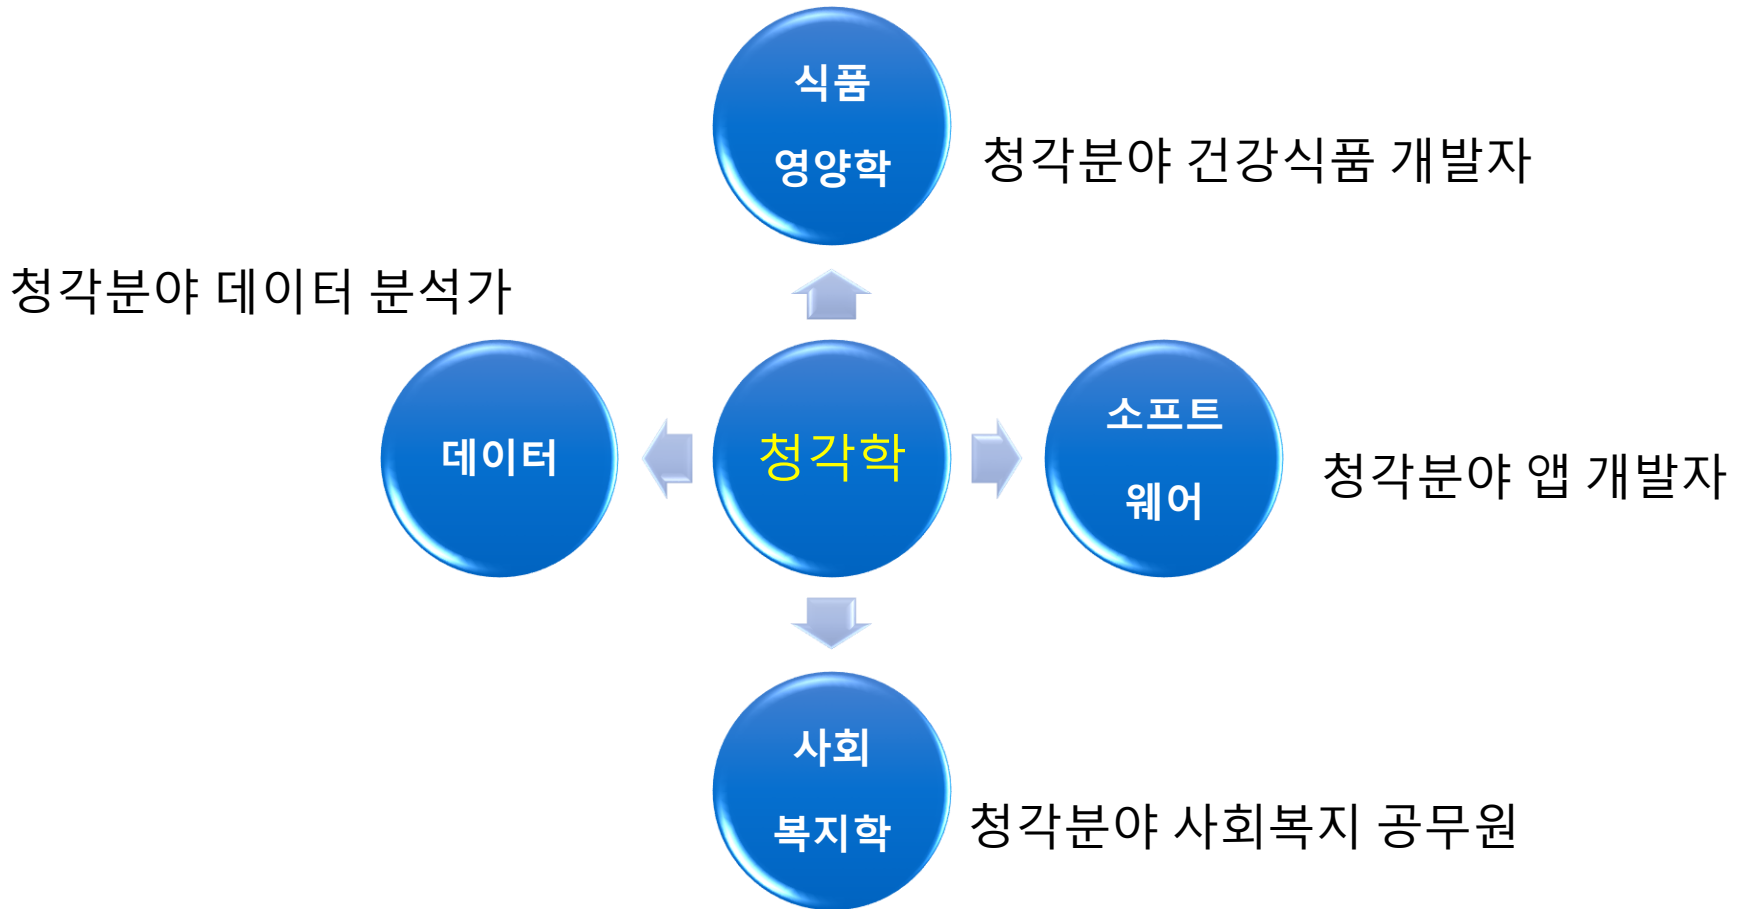 식품
영양학
청각분야 건강식품 개발자
청각분야 데이터 분석가
데이터
청각학
소프트
웨어
청각분야 앱 개발자
사회
복지학
청각분야 사회복지 공무원